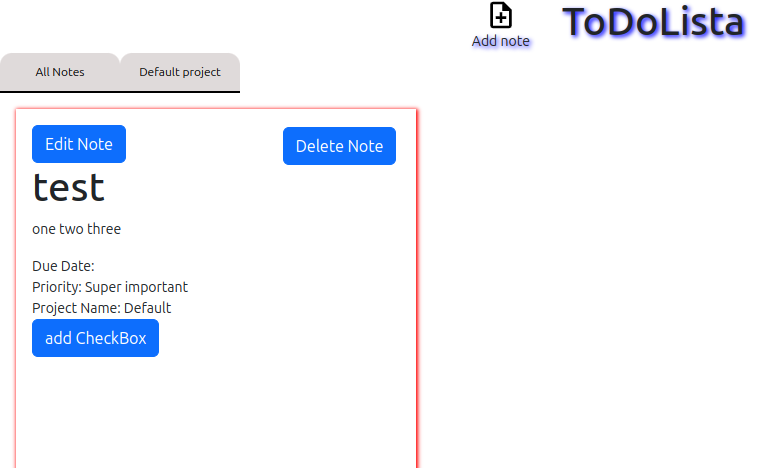 ToDoLista
Add note
All Notes
Default project
Edit Note
Delete Note
test
one two three
Due Date:
Priority: Super important
Project Name: Default
add CheckBox